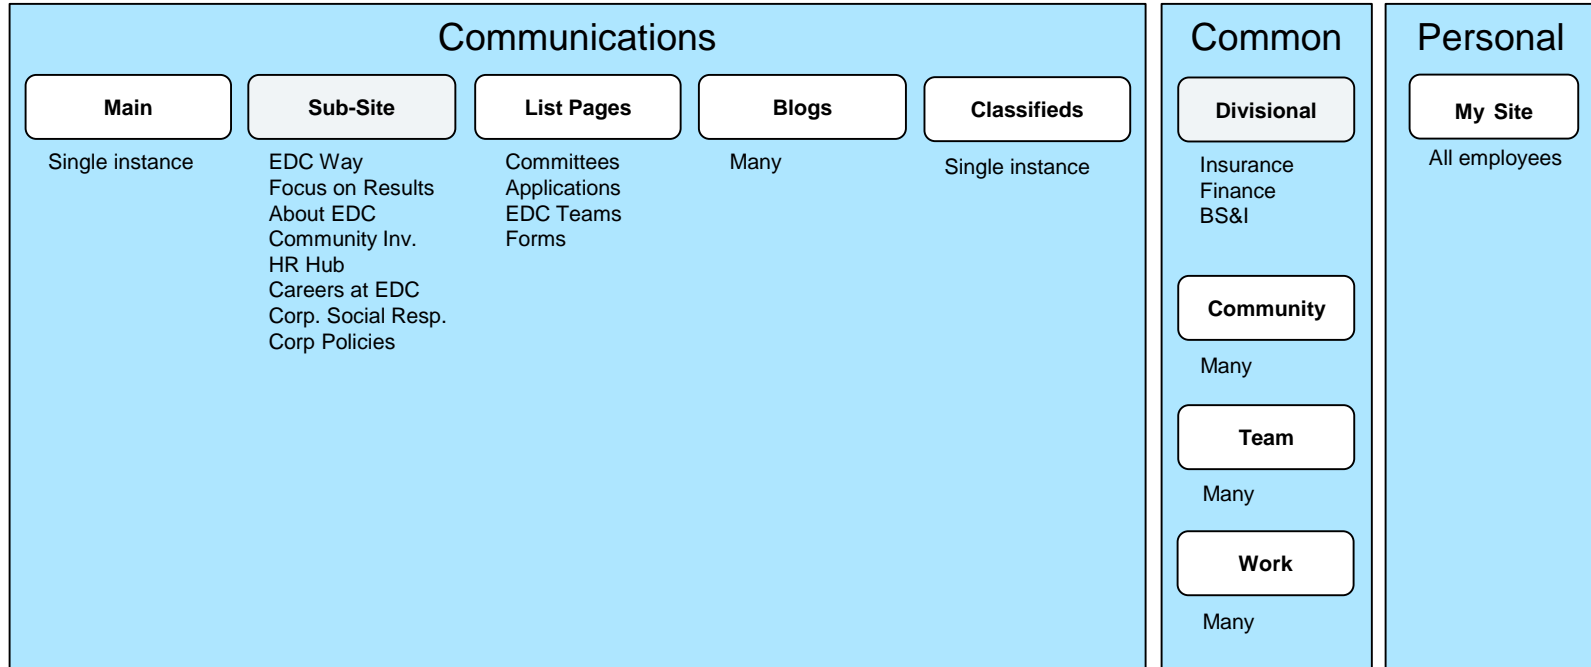 Communications
Main
Single instance
Sub-Site
EDC Way
Focus on Results
About EDC
Community Inv.
HR Hub
Careers at EDC
Corp. Social Resp.
Corp Policies
List Pages
Committees
Applications
EDC Teams
Forms
Blogs
Many
Classifieds
Single instance
Common
Divisional
Insurance
Finance
BS&I
Community
Many
Team
Many
Work
Many
Personal
My Site
All employees